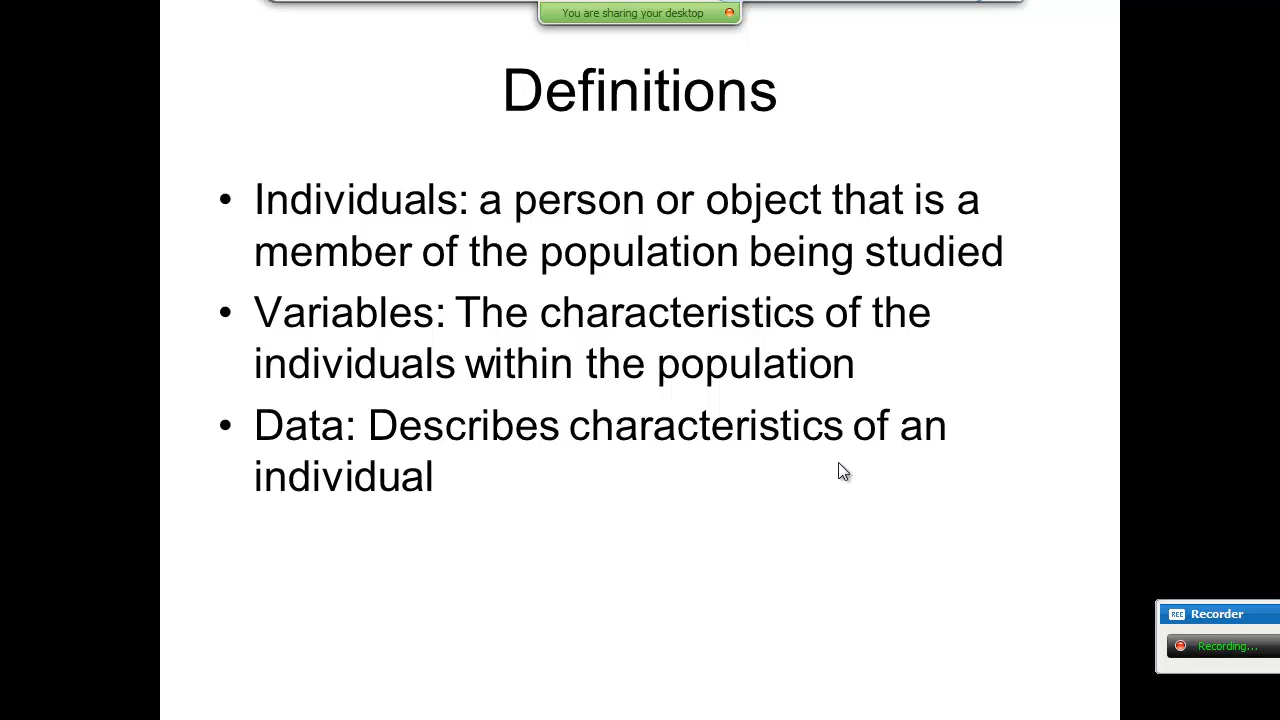 You are sharing your desktop
Definitions
• Individuals: a person or object that is a
member of the population being studied
• Variables: The characteristics of the
individuals within the population
• Data: Describes characteristics of an
individual
REC Recorder
Recording...